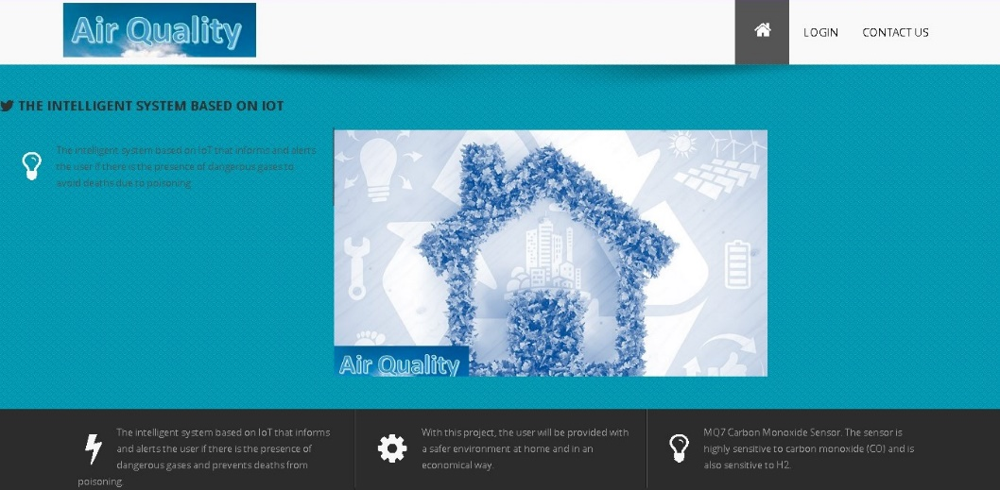 Air Quality
LOGIN
CONTACT US
THE INTELLIGENT SYSTEM BASED ON IOT
The intelligent system based on IoT that informs and alerts
the user if there is the presence of dangerous gases to
avoid deaths due to poisoning
Air Quality
The intelligent system based on IoT that informs
and alerts the user if there is the presence of
dangerous gases and prevents deaths from
poisoning.
With this project, the user will be provided with
a safer environment at home and in an
economical way.
MQ7 Carbon Monoxide Sensor. The sensor is
highly sensitive to carbon monoxide (CO) and is
also sensitive to H2.